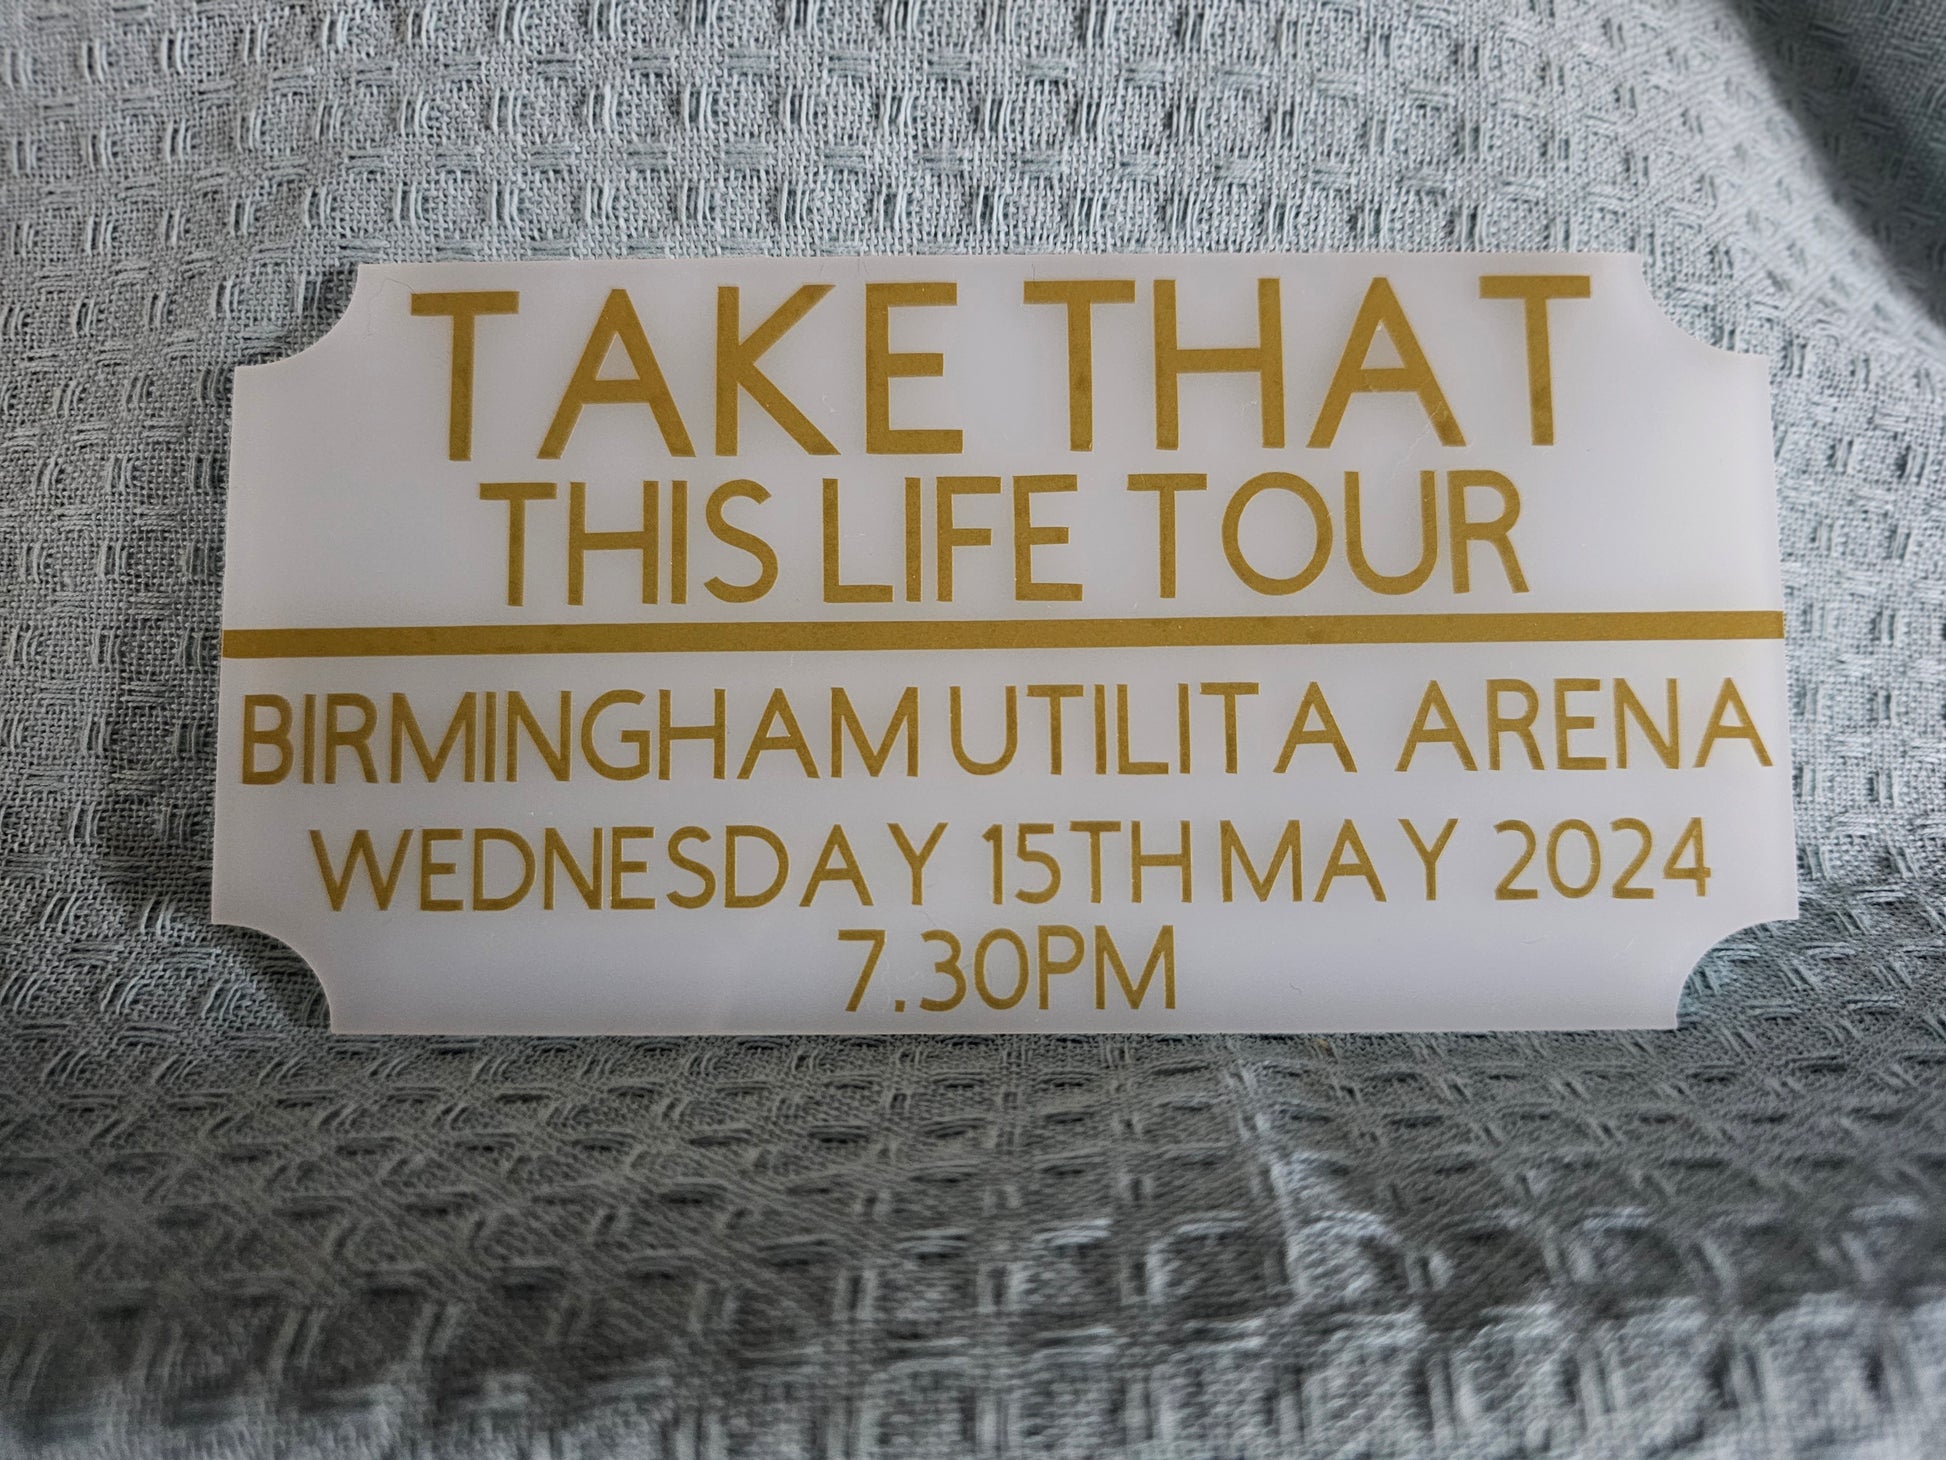 TAKE THAT
THIS LIFE TOUR
BIRMINGHAM UTILITA ARENA
WEDNESDAY 15TH MAY 2024
7.30PM